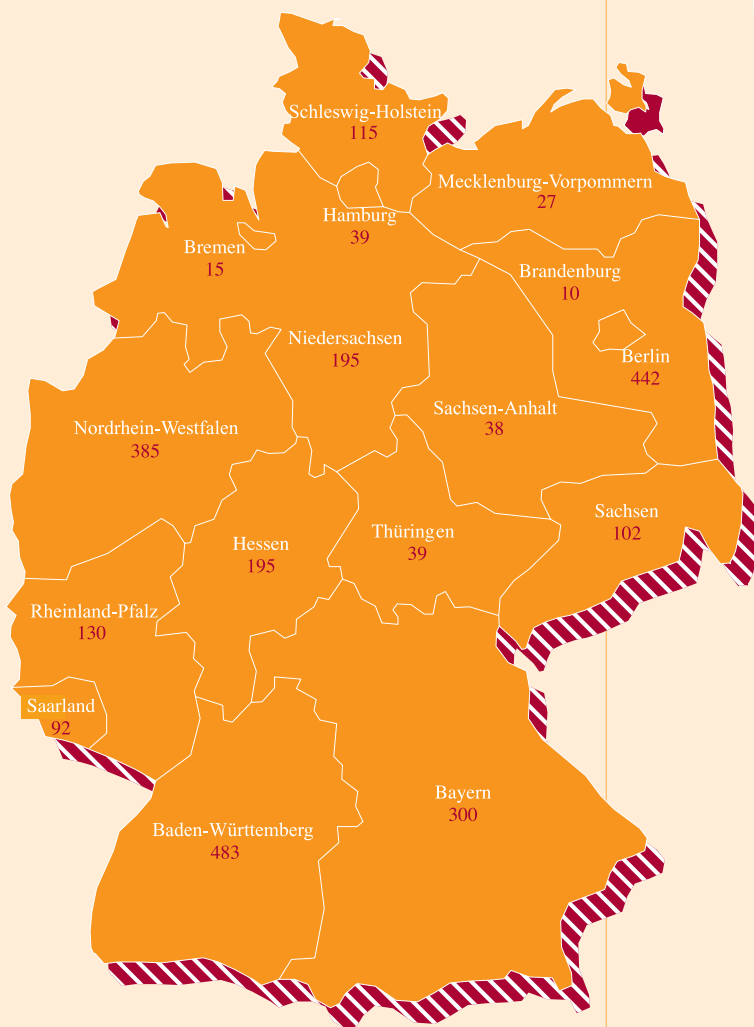 Schleswig-Holstein
115
Mecklenburg-Vorpommern
27
Hamburg
39
Bremen
15
Brandenburg
10
Niedersachsen
195
Berlin
442
Sachsen-Anhalt
38
Nordrhein-Westfalen
385
Sachsen
102
Thüringen
39
Hessen
195
Rheinland-Pfalz
130
Saarland
92
Bayern
300
Baden-Württemberg
483